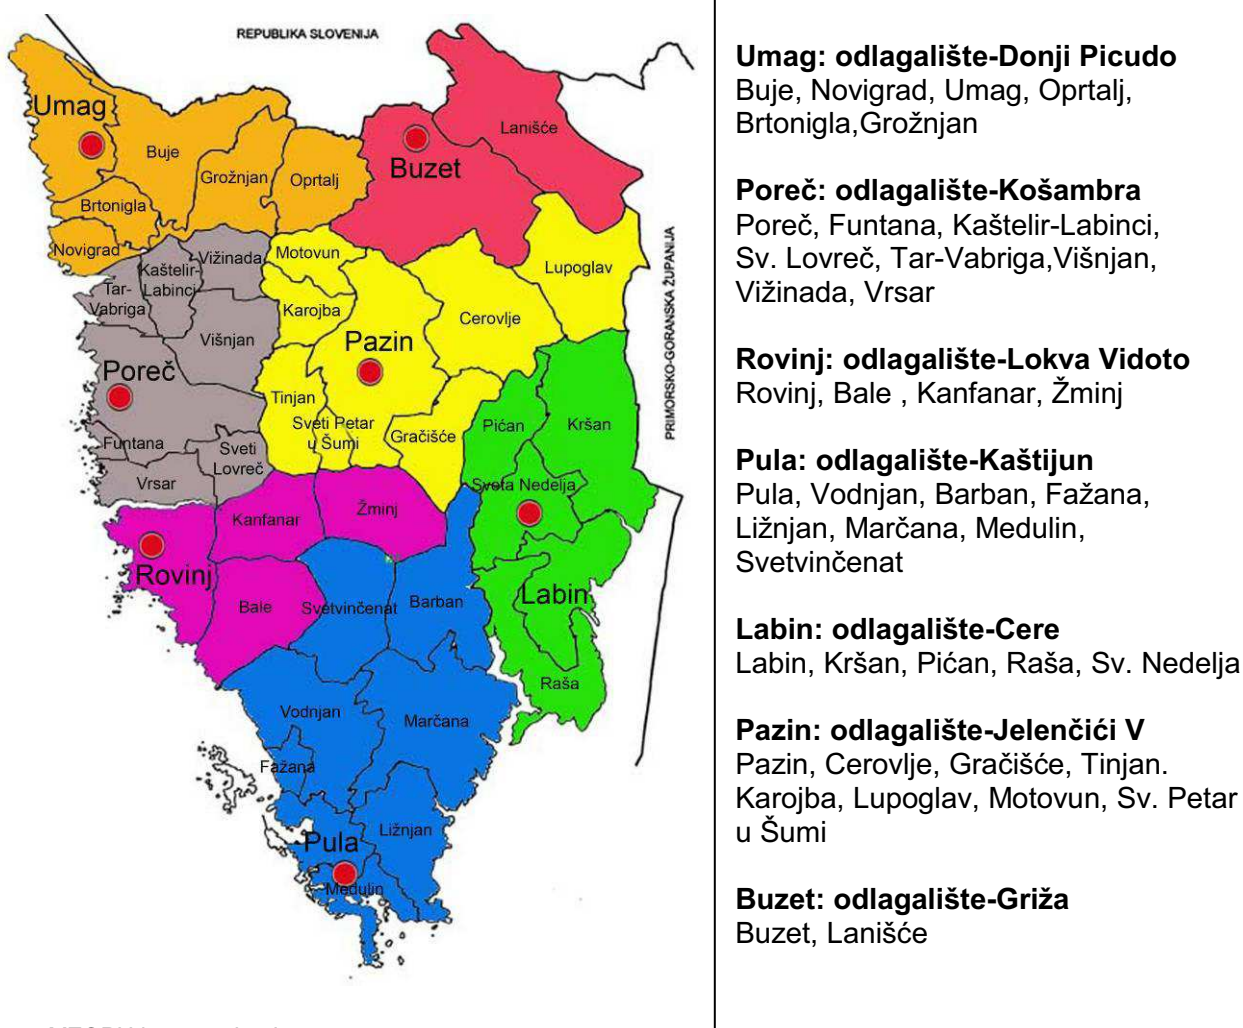 REPUBLIKA SLOVENIJA
Umag
Buje
Grožnjan
Oprtalj
Brtonigla
Novigrad
Buzet
Lanišće
Motovun
Karojba
Pazin
Cerovlje
Lupoglav
Tinjan
Sveti Petar
u Šumi
Gračišće
Vižinada
Kaštelir-
Labinci
Tar-
Vabriga
Višnjan
Poreč
Funtana
Sveti
Lovreč
Vrsar
PRIMORSKO-GORANSKA ŽUPANIJA
Pićan
Kršan
Sveta Nedelja
Labin
Raša
Kanfanar
Žminj
Rovinj
Bale
Svetvinčenat
Barban
Vodnjan
Marčana
Fažana
Ližnjan
Pula
Medulin
Umag: odlagalište-Donji Picudo
Buje, Novigrad, Umag, Oprtalj,
Brtonigla,Grožnjan
Poreč: odlagalište-Košambra
Poreč, Funtana, Kaštelir-Labinci,
Sv. Lovreč, Tar-Vabriga,Višnjan,
Vižinada, Vrsar
Rovinj: odlagalište-Lokva Vidoto
Rovinj, Bale , Kanfanar, Žminj
Pula: odlagalište-Kaštijun
Pula, Vodnjan, Barban, Fažana,
Ližnjan, Marčana, Medulin,
Svetvinčenat
Labin: odlagalište-Cere
Labin, Kršan, Pićan, Raša, Sv. Nedelja
Pazin: odlagalište-Jelenčići V
Pazin, Cerovlje, Gračišće, Tinjan.
Karojba, Lupoglav, Motovun, Sv. Petar
u Šumi
Buzet: odlagalište-Griža
Buzet, Lanišće